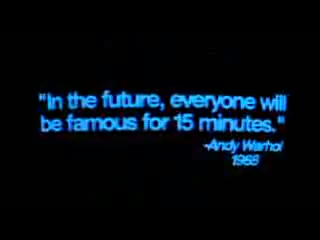 "In the future, everyone will
be famous for 15 minutes."
-Andy Warhol
1968